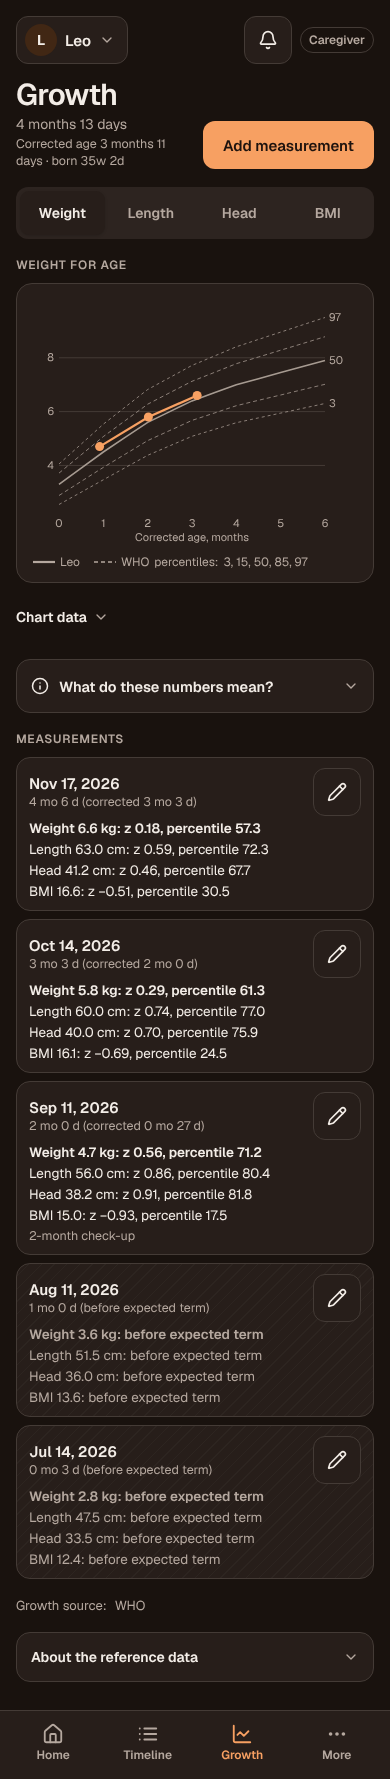 L Leo
Caregiver
Growth
4 months 13 days
Corrected age 3 months 11
days · born 35w 2d
Add measurement
Weight Length Head BMI
WEIGHT FOR AGE
97
8
50
6
3
4
0 1 2 3 4 5 6
Corrected age, months
Leo WHO percentiles: 3, 15, 50, 85, 97
Chart data
What do these numbers mean?
MEASUREMENTS
Nov 17, 2026
4 mo 6 d (corrected 3 mo 3 d)
Weight 6.6 kg: z 0.18, percentile 57.3
Length 63.0 cm: z 0.59, percentile 72.3
Head 41.2 cm: z 0.46, percentile 67.7
BMI 16.6: z −0.51, percentile 30.5
Oct 14, 2026
3 mo 3 d (corrected 2 mo 0 d)
Weight 5.8 kg: z 0.29, percentile 61.3
Length 60.0 cm: z 0.74, percentile 77.0
Head 40.0 cm: z 0.70, percentile 75.9
BMI 16.1: z −0.69, percentile 24.5
Sep 11, 2026
2 mo 0 d (corrected 0 mo 27 d)
Weight 4.7 kg: z 0.56, percentile 71.2
Length 56.0 cm: z 0.86, percentile 80.4
Head 38.2 cm: z 0.91, percentile 81.8
BMI 15.0: z −0.93, percentile 17.5
2-month check-up
Aug 11, 2026
1 mo 0 d (before expected term)
Weight 3.6 kg: before expected term
Length 51.5 cm: before expected term
Head 36.0 cm: before expected term
BMI 13.6: before expected term
Jul 14, 2026
0 mo 3 d (before expected term)
Weight 2.8 kg: before expected term
Length 47.5 cm: before expected term
Head 33.5 cm: before expected term
BMI 12.4: before expected term
Growth source: WHO
About the reference data
Home Timeline Growth More